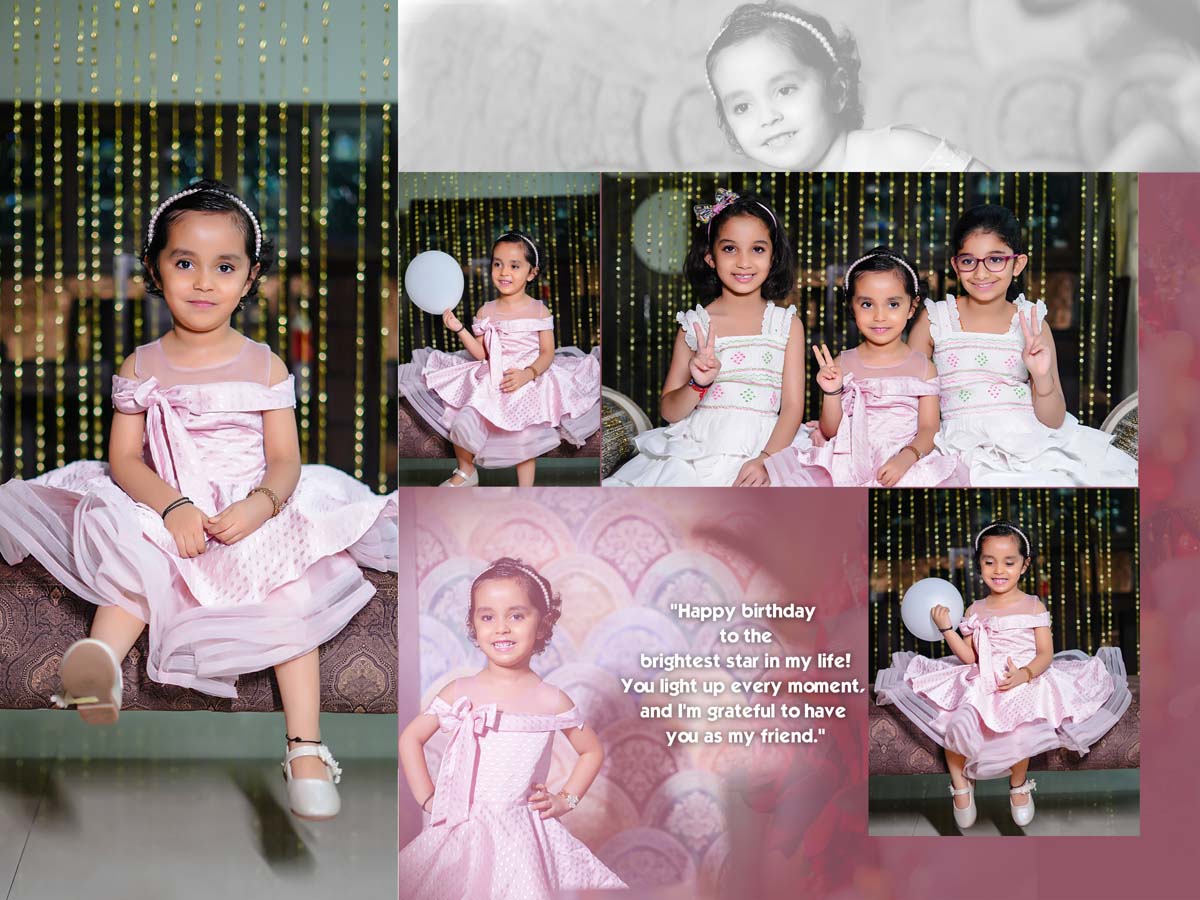 "Happy birthday
to the
brightest star in my life!
You light up every moment,
and I'm grateful to have
you as my friend."